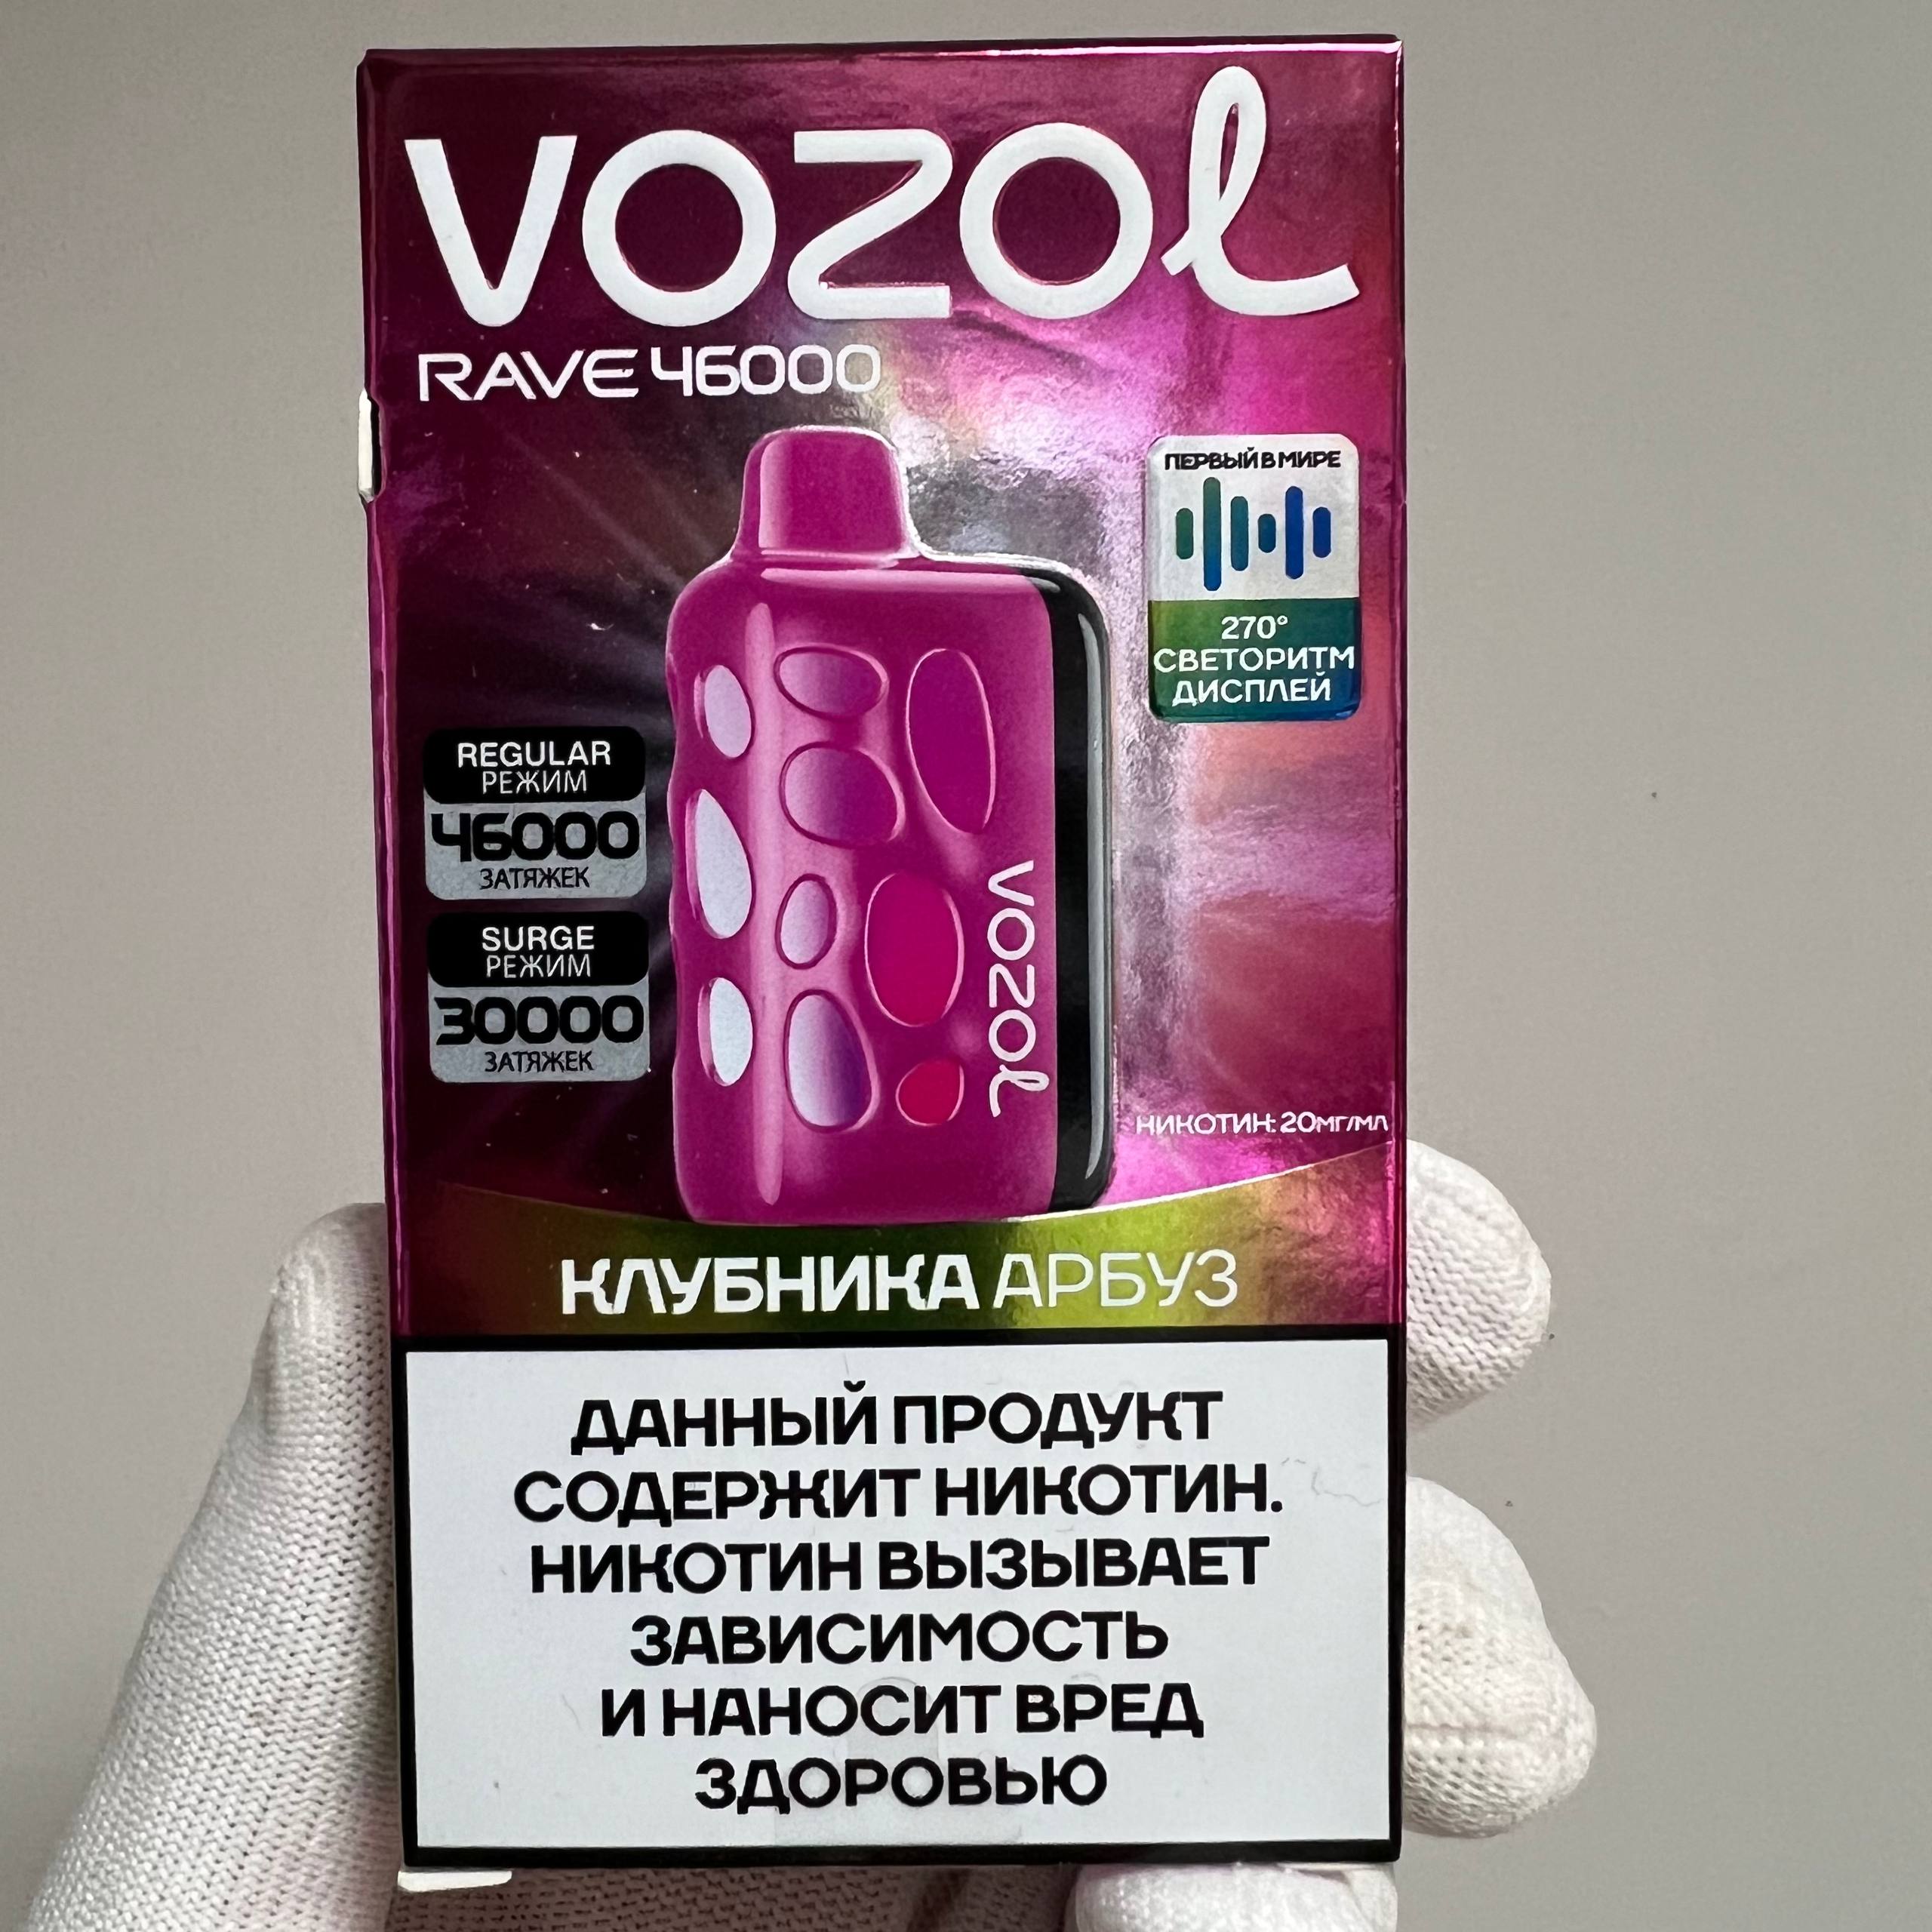 VOZOL
RAVE 46000
ПЕРВЫЙ В МИРЕ
270°
СВЕТОРИТМ
ДИСПЛЕЙ
REGULAR
РЕЖИМ
46000
ЗАТЯЖЕК
SURGE
РЕЖИМ
30000
ЗАТЯЖЕК
VOZOL
НИКОТИН: 20МГ/МЛ
КЛУБНИКА АРБУЗ
ДАННЫЙ ПРОДУКТ
СОДЕРЖИТ НИКОТИН.
НИКОТИН ВЫЗЫВАЕТ
ЗАВИСИМОСТЬ
И НАНОСИТ ВРЕД
ЗДОРОВЬЮ